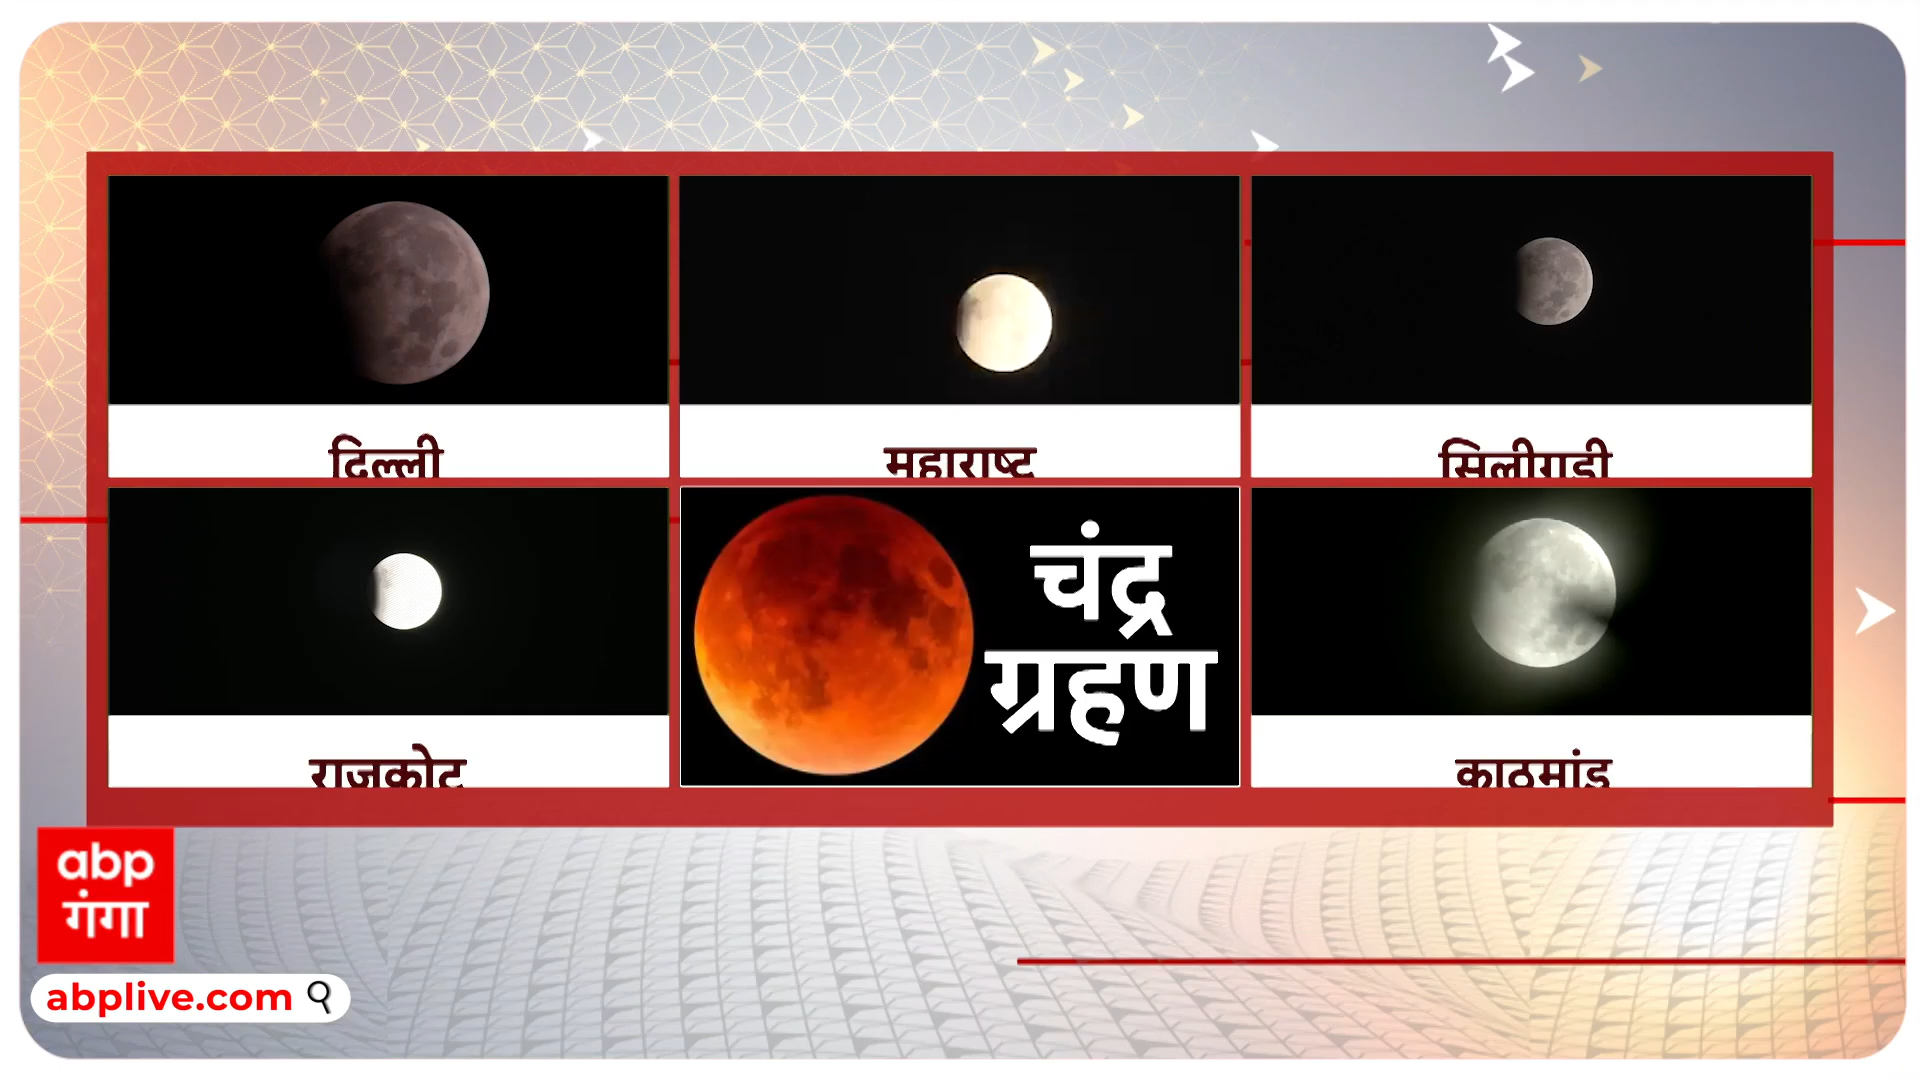 दिल्ली
महाराष्ट्र
सिलीगुड़ी
राजकोट
चंद्र
ग्रहण
काठमांडू
abp
गंगा
abplive.com